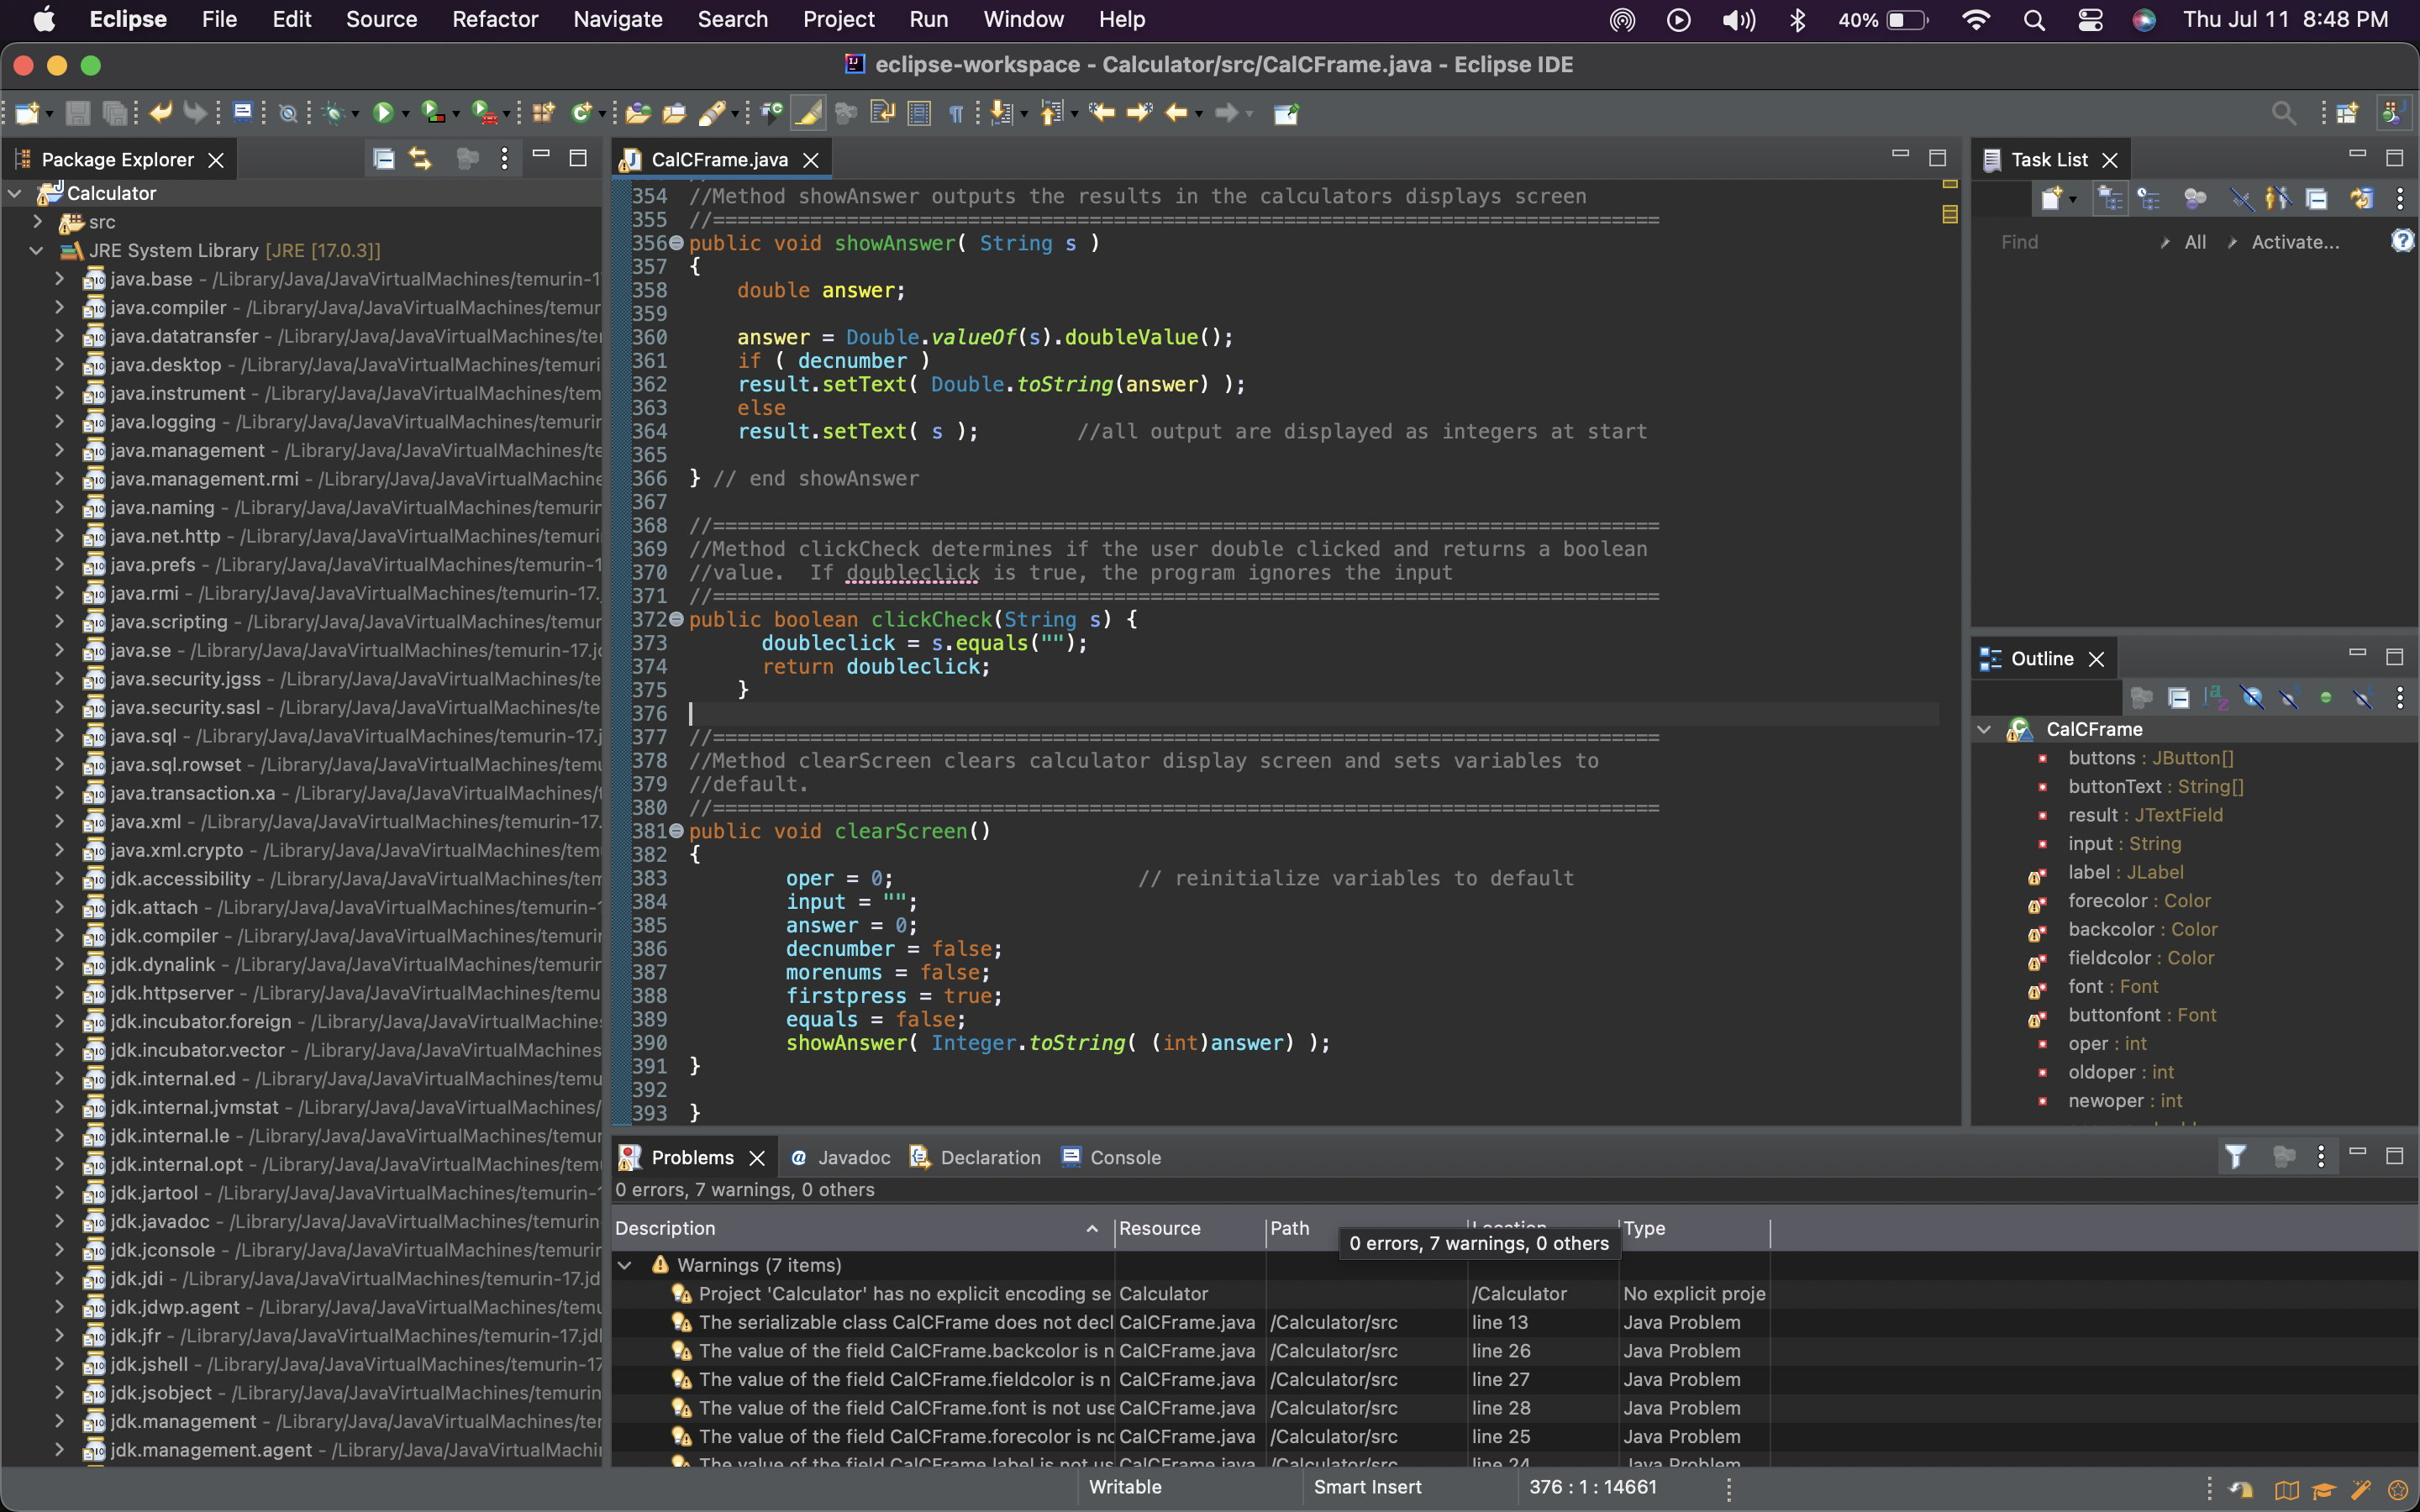 Eclipse File Edit Source Refactor Navigate Search Project Run Window Help 40% Thu Jul 11 8:48 PM
eclipse-workspace - Calculator/src/CalCFrame.java - Eclipse IDE
Package Explorer
Calculator
src
JRE System Library [JRE [17.0.3]]
java.base - /Library/Java/JavaVirtualMachines/temurin-1
java.compiler - /Library/Java/JavaVirtualMachines/temur
java.datatransfer - /Library/Java/JavaVirtualMachines/te
java.desktop - /Library/Java/JavaVirtualMachines/temuri
java.instrument - /Library/Java/JavaVirtualMachines/tem
java.logging - /Library/Java/JavaVirtualMachines/temurin
java.management - /Library/Java/JavaVirtualMachines/te
java.management.rmi - /Library/Java/JavaVirtualMachine
java.naming - /Library/Java/JavaVirtualMachines/temurin
java.net.http - /Library/Java/JavaVirtualMachines/temuri
java.prefs - /Library/Java/JavaVirtualMachines/temurin-1
java.rmi - /Library/Java/JavaVirtualMachines/temurin-17.
java.scripting - /Library/Java/JavaVirtualMachines/temur
java.se - /Library/Java/JavaVirtualMachines/temurin-17.j
java.security.jgss - /Library/Java/JavaVirtualMachines/te
java.security.sasl - /Library/Java/JavaVirtualMachines/te
java.sql - /Library/Java/JavaVirtualMachines/temurin-17.j
java.sql.rowset - /Library/Java/JavaVirtualMachines/tem
java.transaction.xa - /Library/Java/JavaVirtualMachines/t
java.xml - /Library/Java/JavaVirtualMachines/temurin-17.
java.xml.crypto - /Library/Java/JavaVirtualMachines/tem
jdk.accessibility - /Library/Java/JavaVirtualMachines/tem
jdk.attach - /Library/Java/JavaVirtualMachines/temurin-1
jdk.compiler - /Library/Java/JavaVirtualMachines/temurin
jdk.dynalink - /Library/Java/JavaVirtualMachines/temurin
jdk.httpserver - /Library/Java/JavaVirtualMachines/temu
jdk.incubator.foreign - /Library/Java/JavaVirtualMachine
jdk.incubator.vector - /Library/Java/JavaVirtualMachines
jdk.internal.ed - /Library/Java/JavaVirtualMachines/temu
jdk.internal.jvmstat - /Library/Java/JavaVirtualMachines/
jdk.internal.le - /Library/Java/JavaVirtualMachines/temur
jdk.internal.opt - /Library/Java/JavaVirtualMachines/tem
jdk.jartool - /Library/Java/JavaVirtualMachines/temurin-
jdk.javadoc - /Library/Java/JavaVirtualMachines/temurin
jdk.jconsole - /Library/Java/JavaVirtualMachines/temuri
jdk.jdi - /Library/Java/JavaVirtualMachines/temurin-17.jd
jdk.jdwp.agent - /Library/Java/JavaVirtualMachines/tem
jdk.jfr - /Library/Java/JavaVirtualMachines/temurin-17.jdl
jdk.jshell - /Library/Java/JavaVirtualMachines/temurin-17
jdk.jsobject - /Library/Java/JavaVirtualMachines/temurin
jdk.management - /Library/Java/JavaVirtualMachines/te
jdk.management.agent - /Library/Java/JavaVirtualMachi
CalCFrame.java
354 //Method showAnswer outputs the results in the calculators displays screen
355 //==============================================================================
356 public void showAnswer( String s )
357 {
358 double answer;
359
360 answer = Double.valueOf(s).doubleValue();
361 if ( decnumber )
362 result.setText( Double.toString(answer) );
363 else
364 result.setText( s ); //all output are displayed as integers at start
365
366 } // end showAnswer
367
368 //==============================================================================
369 //Method clickCheck determines if the user double clicked and returns a boolean
370 //value. If doubleclick is true, the program ignores the input
371 //==============================================================================
372 public boolean clickCheck(String s) {
373 doubleclick = s.equals("");
374 return doubleclick;
375 }
376
377 //==============================================================================
378 //Method clearScreen clears calculator display screen and sets variables to
379 //default.
380 //==============================================================================
381 public void clearScreen()
382 {
383 oper = 0; // reinitialize variables to default
384 input = "";
385 answer = 0;
386 decnumber = false;
387 morenums = false;
388 firstpress = true;
389 equals = false;
390 showAnswer( Integer.toString( (int)answer) );
391 }
392
393 }
Task List
Find All Activate...
Outline
CalCFrame
buttons : JButton[]
buttonText : String[]
result : JTextField
input : String
label : JLabel
forecolor : Color
backcolor : Color
fieldcolor : Color
font : Font
buttonfont : Font
oper : int
oldoper : int
newoper : int
Problems Javadoc Declaration Console
0 errors, 7 warnings, 0 others
Description Resource Path Location Type
0 errors, 7 warnings, 0 others
Warnings (7 items)
Project 'Calculator' has no explicit encoding se Calculator /Calculator No explicit proje
The serializable class CalCFrame does not decl CalCFrame.java /Calculator/src line 13 Java Problem
The value of the field CalCFrame.backcolor is n CalCFrame.java /Calculator/src line 26 Java Problem
The value of the field CalCFrame.fieldcolor is n CalCFrame.java /Calculator/src line 27 Java Problem
The value of the field CalCFrame.font is not use CalCFrame.java /Calculator/src line 28 Java Problem
The value of the field CalCFrame.forecolor is nc CalCFrame.java /Calculator/src line 25 Java Problem
The value of the field CalCFrame.label is not us CalCFrame.java /Calculator/src line 24 Java Problem
Writable Smart Insert 376 : 1 : 14661